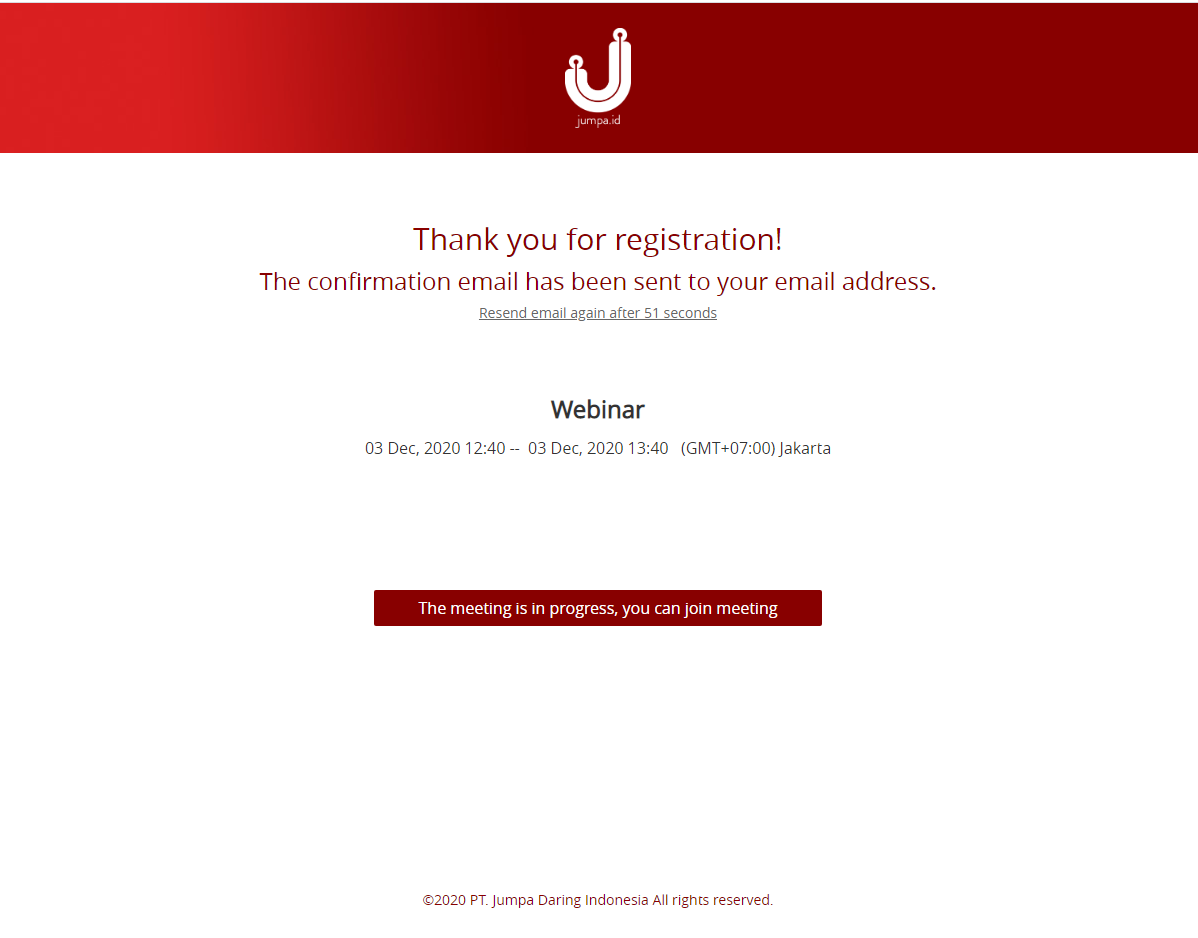 jumpa.id
Thank you for registration!
The confirmation email has been sent to your email address.
Resend email again after 51 seconds
Webinar
03 Dec, 2020 12:40 -- 03 Dec, 2020 13:40 (GMT+07:00) Jakarta
The meeting is in progress, you can join meeting
©2020 PT. Jumpa Daring Indonesia All rights reserved.